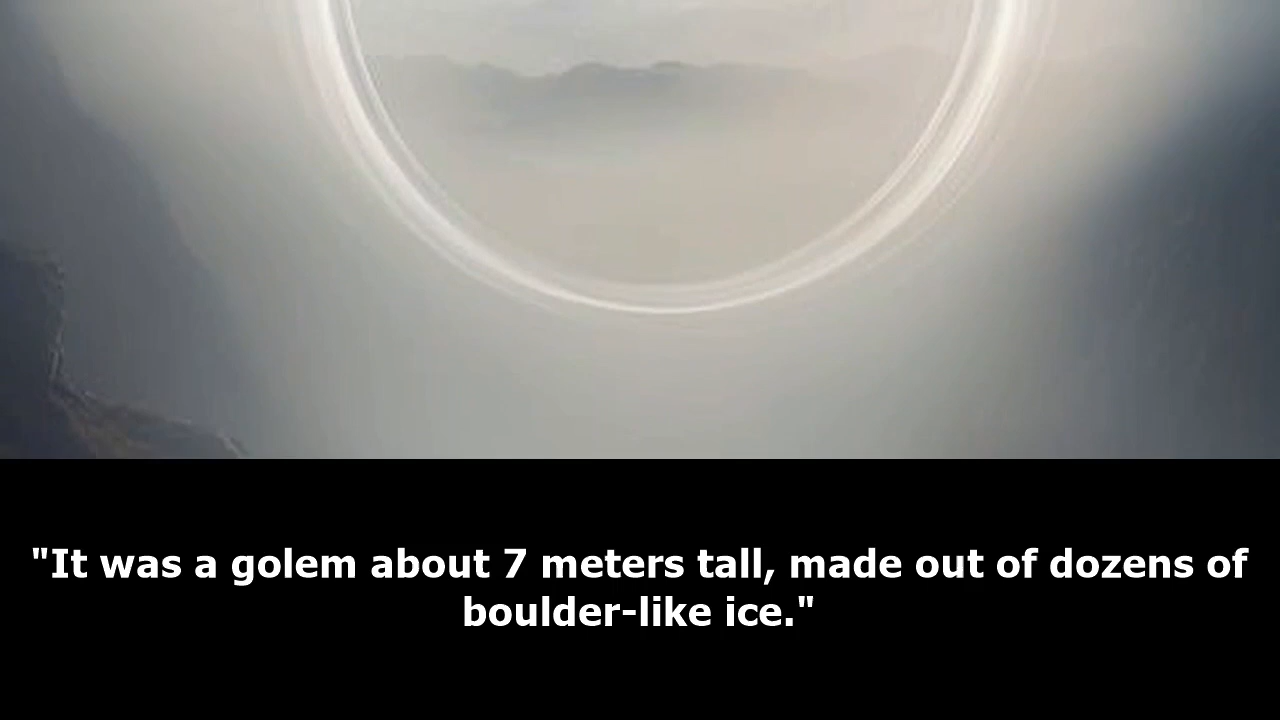 "It was a golem about 7 meters tall, made out of dozens of
boulder-like ice."